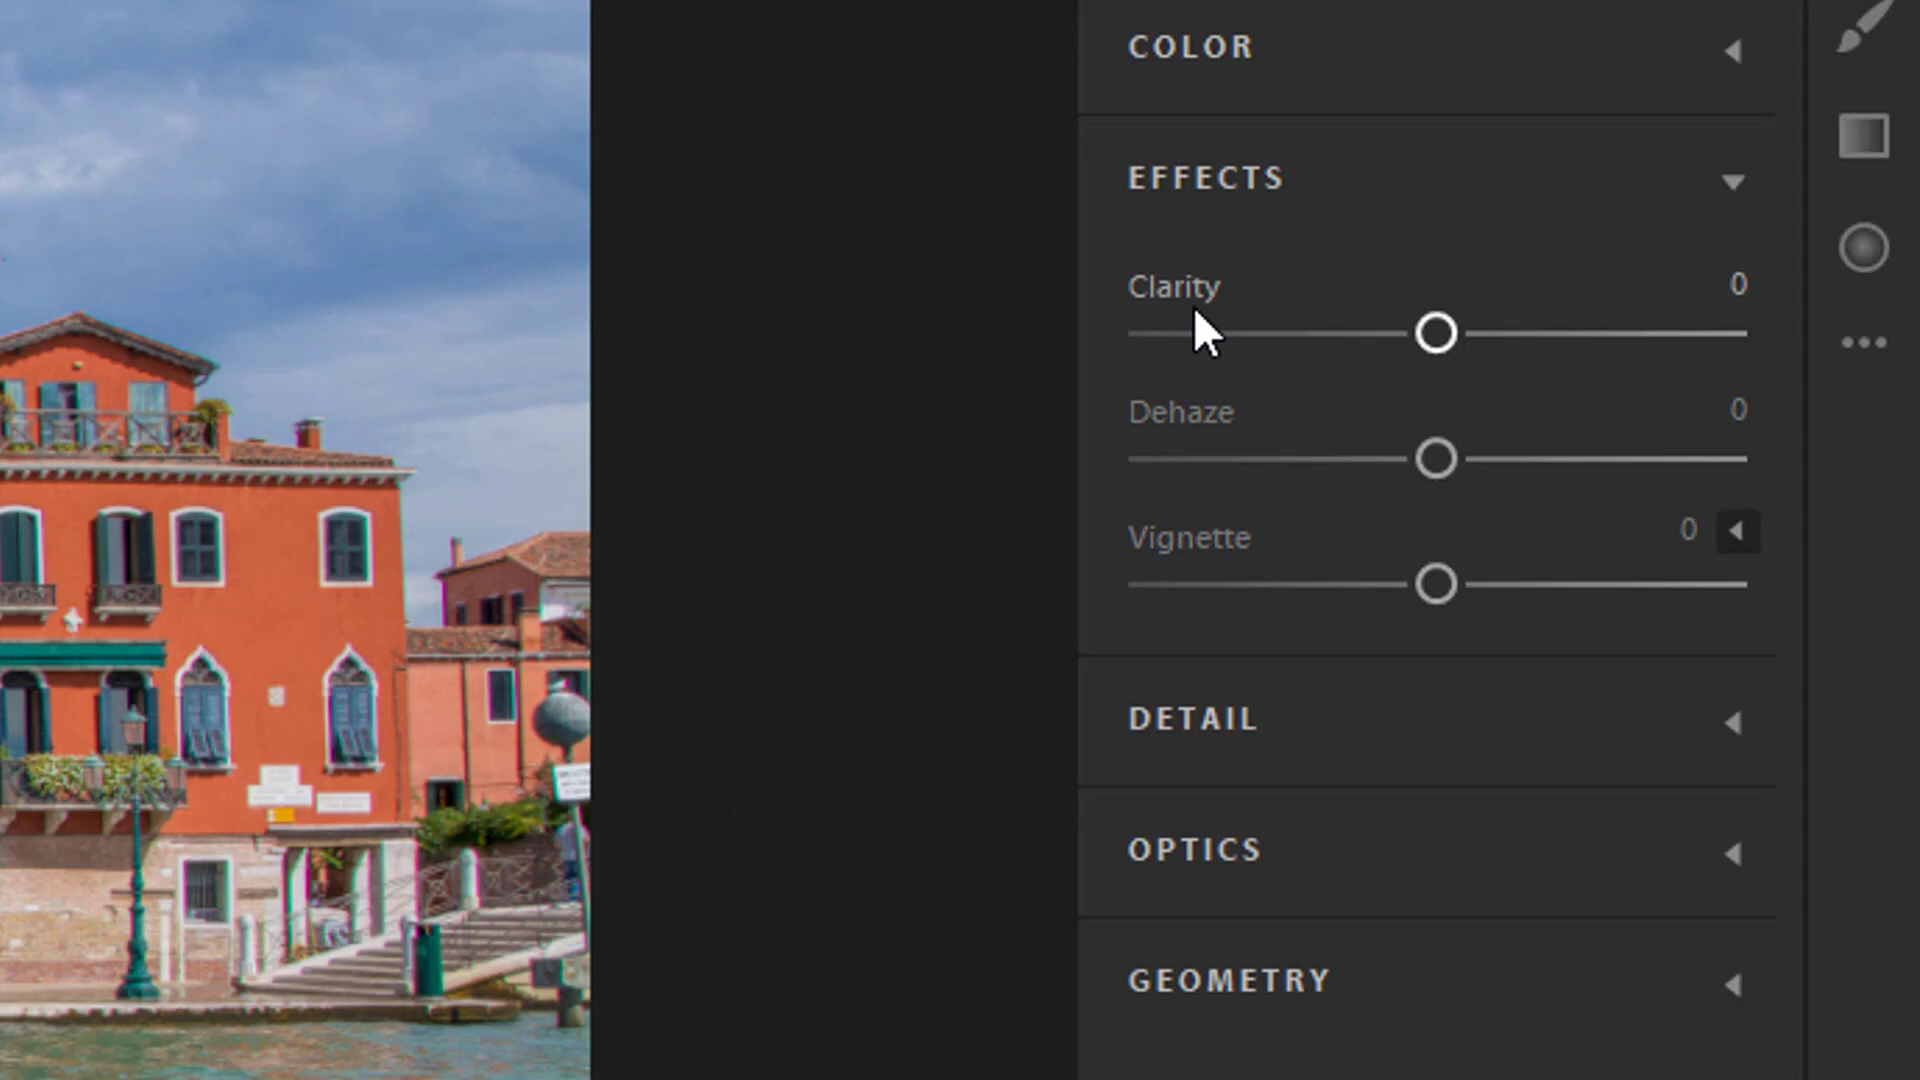 COLOR
EFFECTS
Clarity 0
Dehaze 0
Vignette 0
DETAIL
OPTICS
GEOMETRY